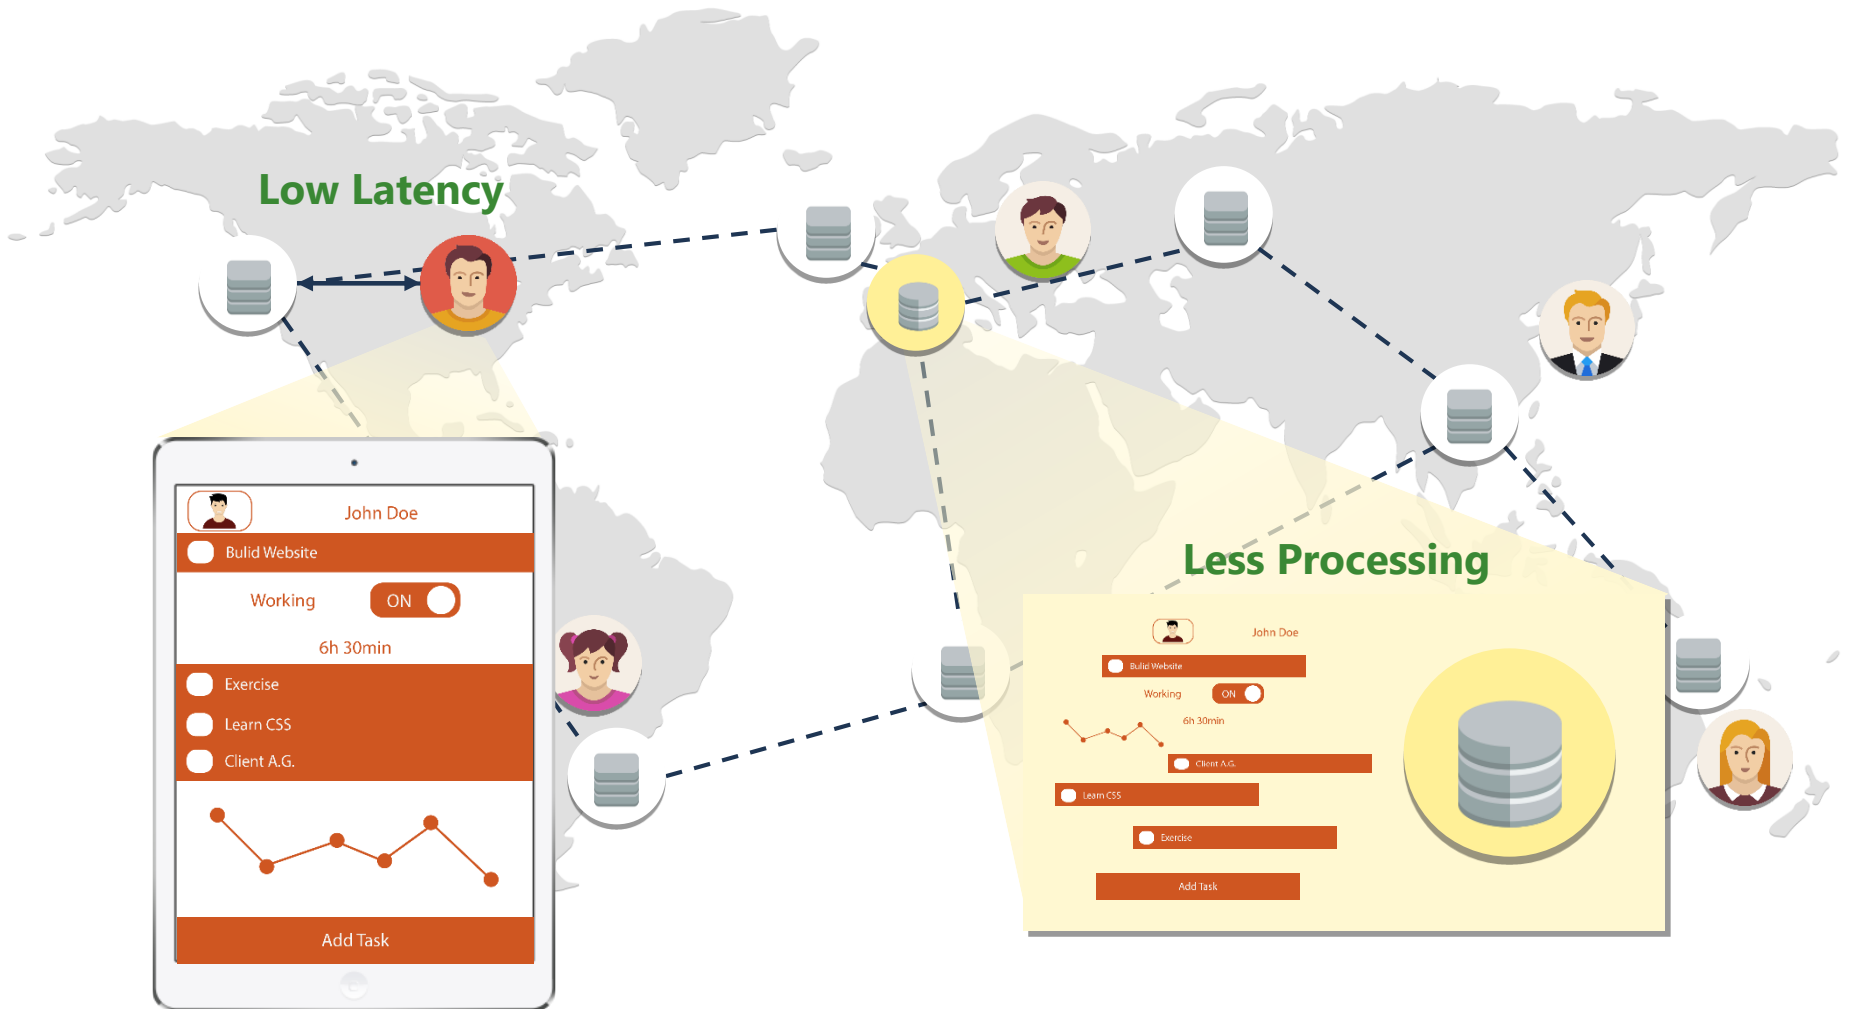 Low Latency
John Doe
Bulid Website
Working
ON
6h 30min
Exercise
Learn CSS
Client A.G.
Add Task
Less Processing
John Doe
Bulid Website
Working
ON
6h 30min
Client A.G.
Learn CSS
Exercise
Add Task